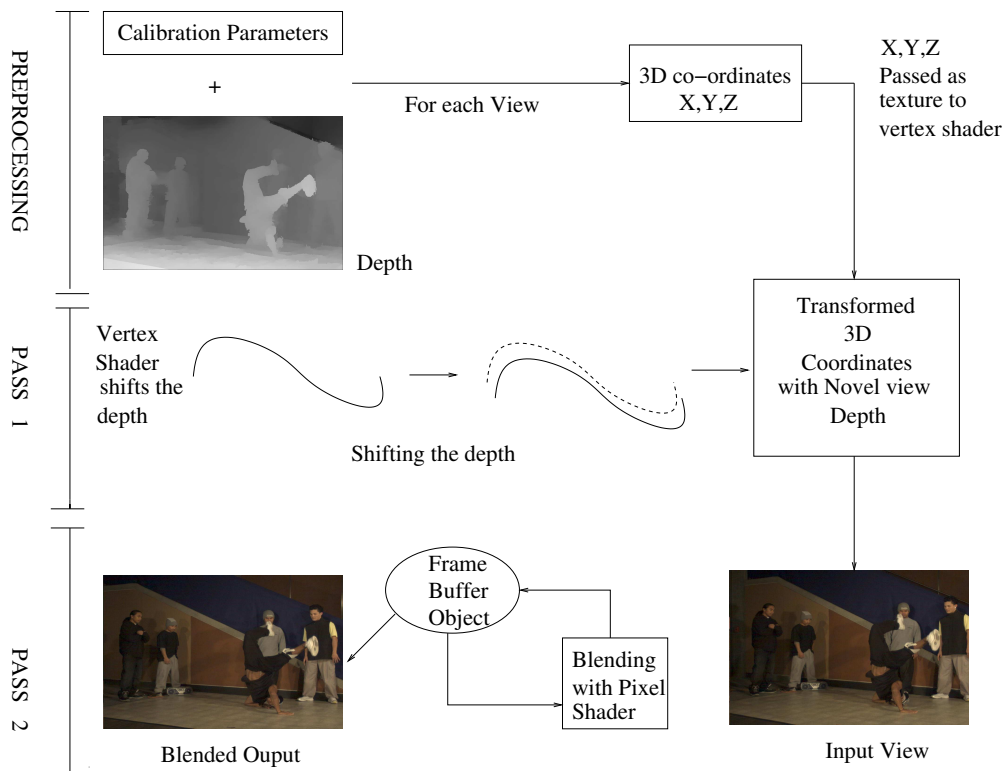 PREPROCESSING
Calibration Parameters
+
For each View
3D co-ordinates
X,Y,Z
X,Y,Z
Passed as
texture to
vertex shader
Depth
PASS 1
Vertex
Shader
shifts the
depth
Shifting the depth
Transformed
3D
Coordinates
with Novel view
Depth
PASS 2
Frame
Buffer
Object
Blending
with Pixel
Shader
Blended Ouput
Input View